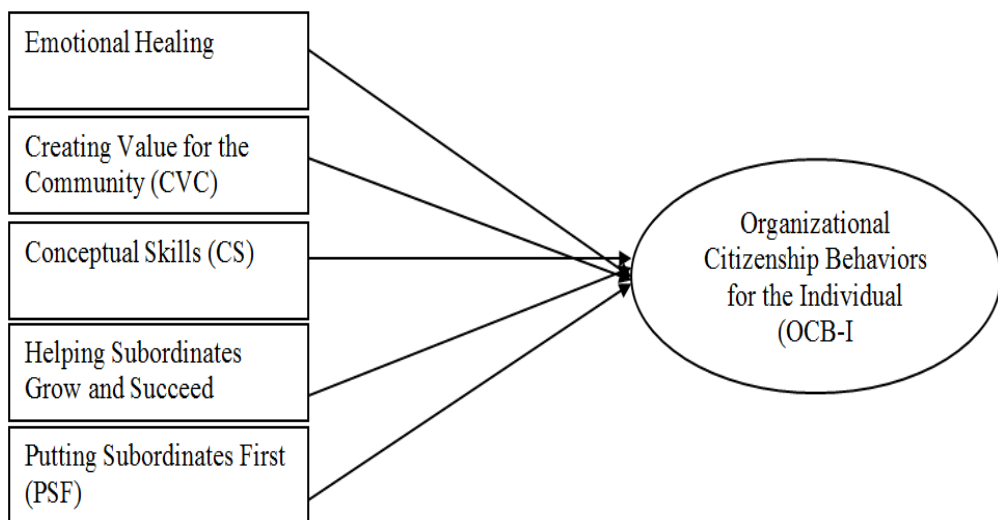 Emotional Healing
Creating Value for the
Community (CVC)
Conceptual Skills (CS)
Helping Subordinates
Grow and Succeed
Putting Subordinates First
(PSF)
Organizational
Citizenship Behaviors
for the Individual
(OCB-I